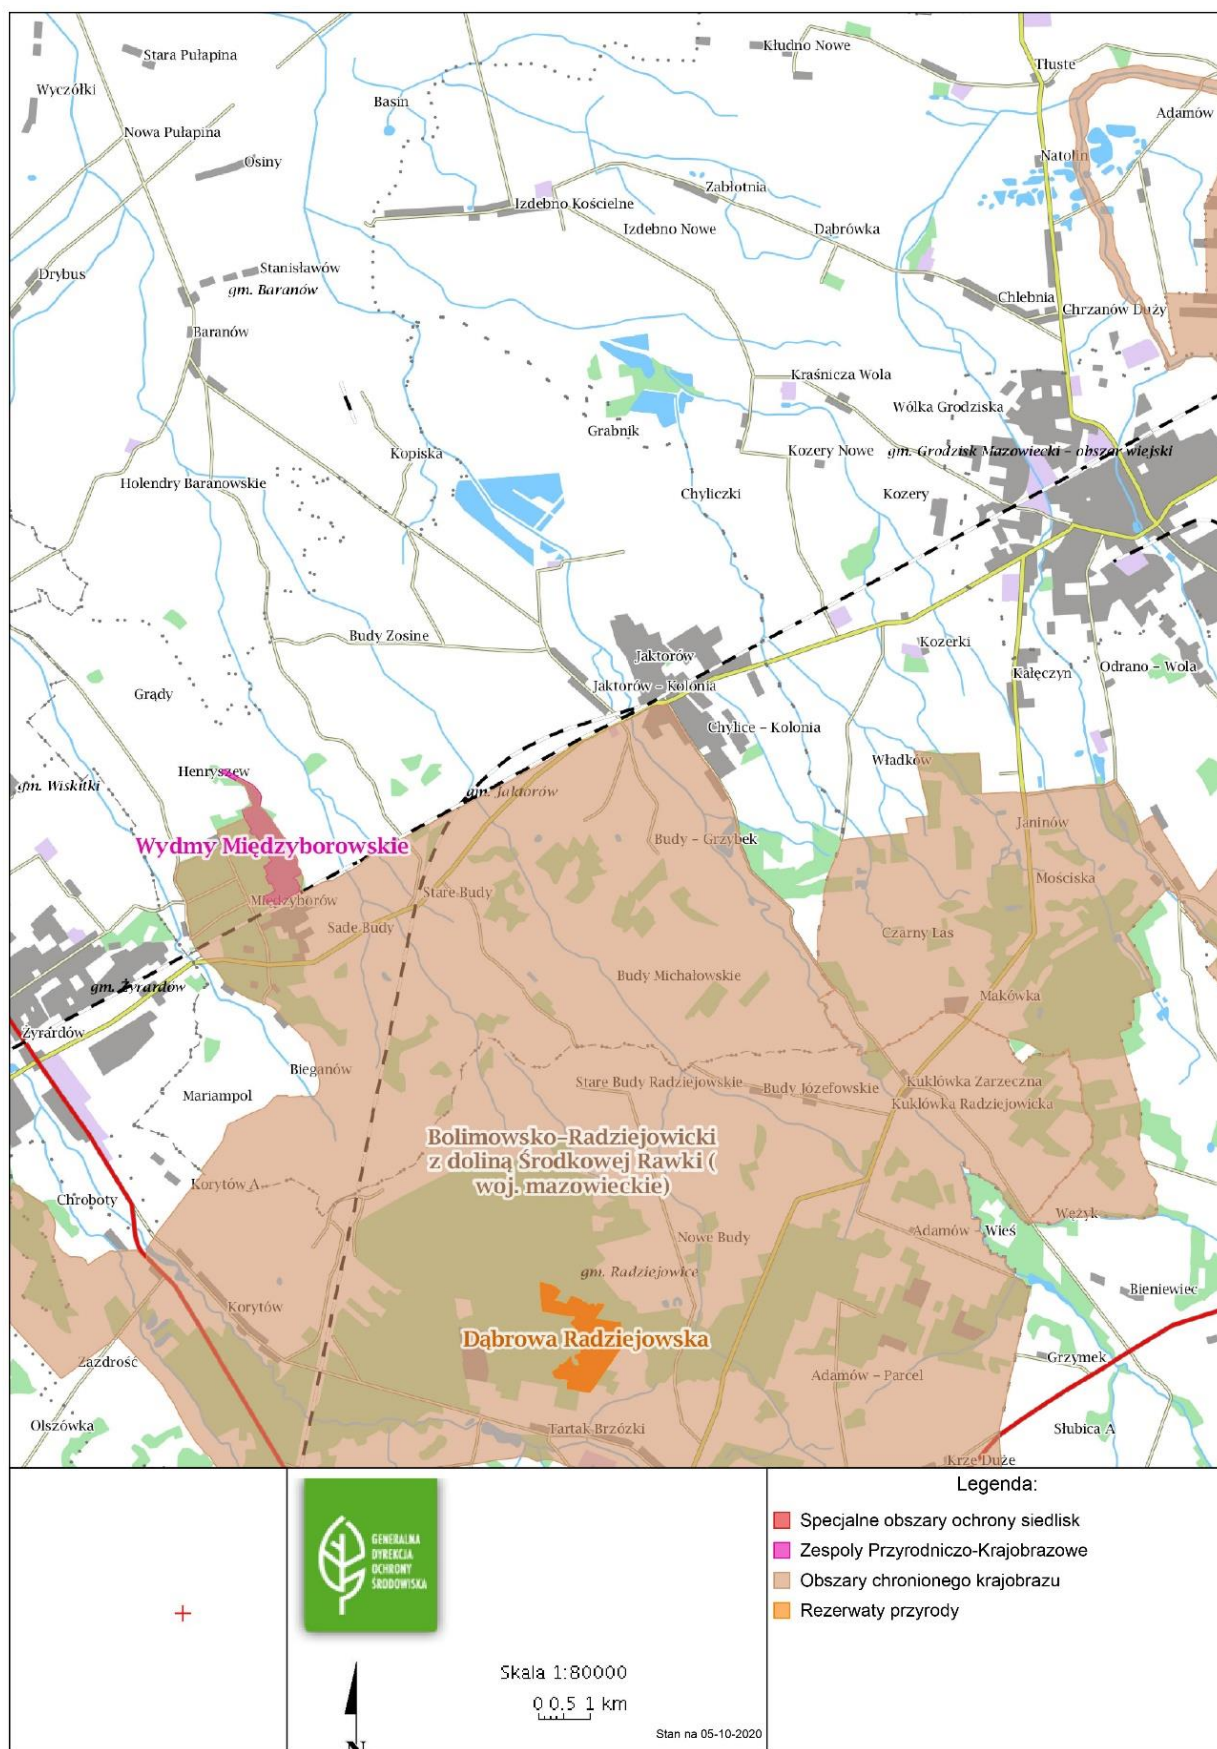 Stara Pułapina
Kłudno Nowe
Tłuste
Wyczółki
Basin
Adamów
Nowa Pułapina
Osiny
Natolin
Zabłotnia
Izdebno Kościelne
Izdebno Nowe
Dąbrówka
Drybus
Stanisławów
gm. Baranów
Chlebnia
Chrzanów Duży
Baranów
Kraśnicza Wola
Wólka Grodziska
Grabnik
Kopiska
Kozery Nowe
gm. Grodzisk Mazowiecki - obszar wiejski
Holendry Baranowskie
Chyliczki
Kozery
Budy Zosine
Jaktorów
Kozerki
Jaktorów - Kolonia
Kałęczyn
Odrano - Wola
Grądy
Chylice - Kolonia
Henryszew
Władków
gm. Wiskitki
gm. Jaktorów
Janinów
Wydmy Międzyborowskie
Budy - Grzybek
Mościska
Międzyborów
Stare Budy
Sade Budy
Czarny Las
Budy Michałowskie
gm. Żyrardów
Makówka
Żyrardów
Bieganów
Stare Budy Radziejowskie
Budy Józefowskie
Kuklówka Zarzeczna
Mariampol
Kuklówka Radziejowicka
Bolimowsko-Radziejowicki
z doliną Środkowej Rawki (
woj. mazowieckie)
Korytów A
Chroboty
Wężyk
Adamów - Wieś
Nowe Budy
gm. Radziejowice
Bieniewiec
Korytów
Dąbrowa Radziejowska
Zazdrość
Grzymek
Adamów - Parcel
Olszówka
Tartak Brzózki
Słubica A
Krze Duże
GENERALNA
DYREKCJA
OCHRONY
ŚRODOWISKA
Skala 1:80000
0 0.5 1 km
Stan na 05-10-2020
N
Legenda:
Specjalne obszary ochrony siedlisk
Zespoly Przyrodniczo-Krajobrazowe
Obszary chronionego krajobrazu
Rezerwaty przyrody